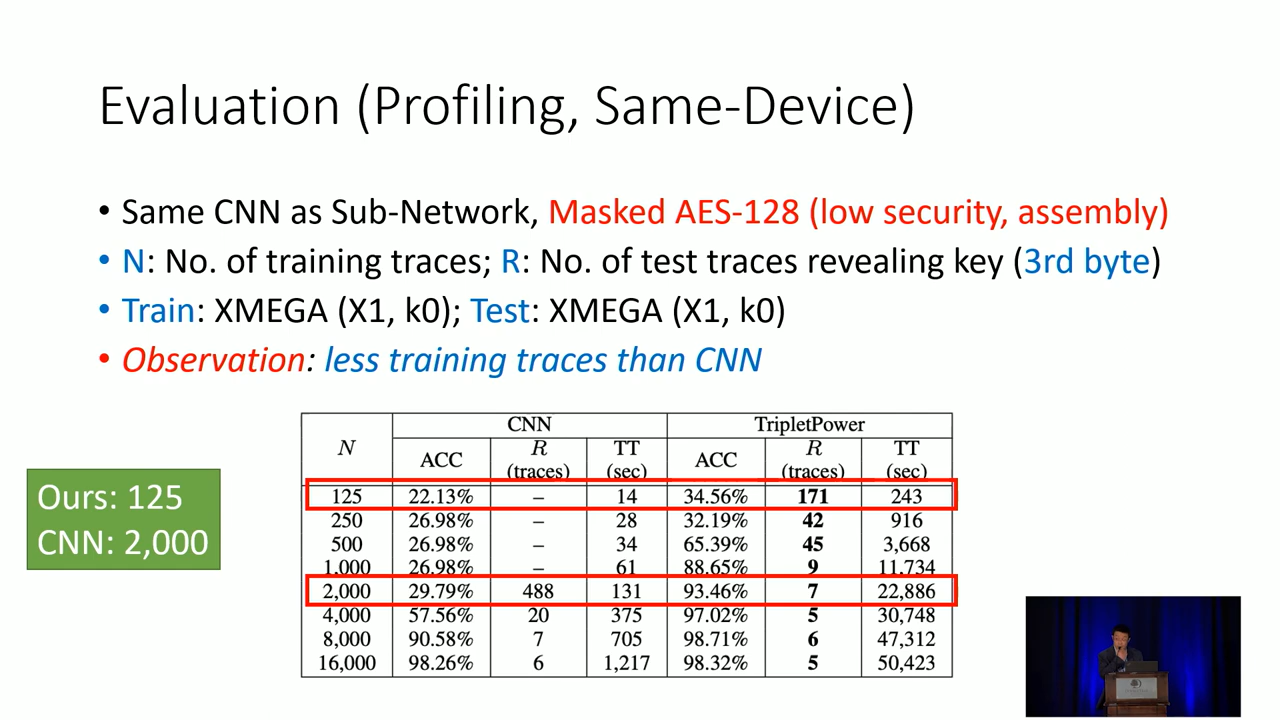 Evaluation (Profiling, Same-Device)
• Same CNN as Sub-Network, Masked AES-128 (low security, assembly)
• N: No. of training traces; R: No. of test traces revealing key (3rd byte)
• Train: XMEGA (X1, k0); Test: XMEGA (X1, k0)
• Observation: less training traces than CNN
Ours: 125
CNN: 2,000
N CNN TripletPower
ACC R (traces) TT (sec) ACC R (traces) TT (sec)
125 22.13% – 14 34.56% 171 243
250 26.98% – 28 32.19% 42 916
500 26.98% – 34 65.39% 45 3,668
1,000 26.98% – 61 88.65% 9 11,734
2,000 29.79% 488 131 93.46% 7 22,886
4,000 57.56% 20 375 97.02% 5 30,748
8,000 90.58% 7 705 98.71% 6 47,312
16,000 98.26% 6 1,217 98.32% 5 50,423